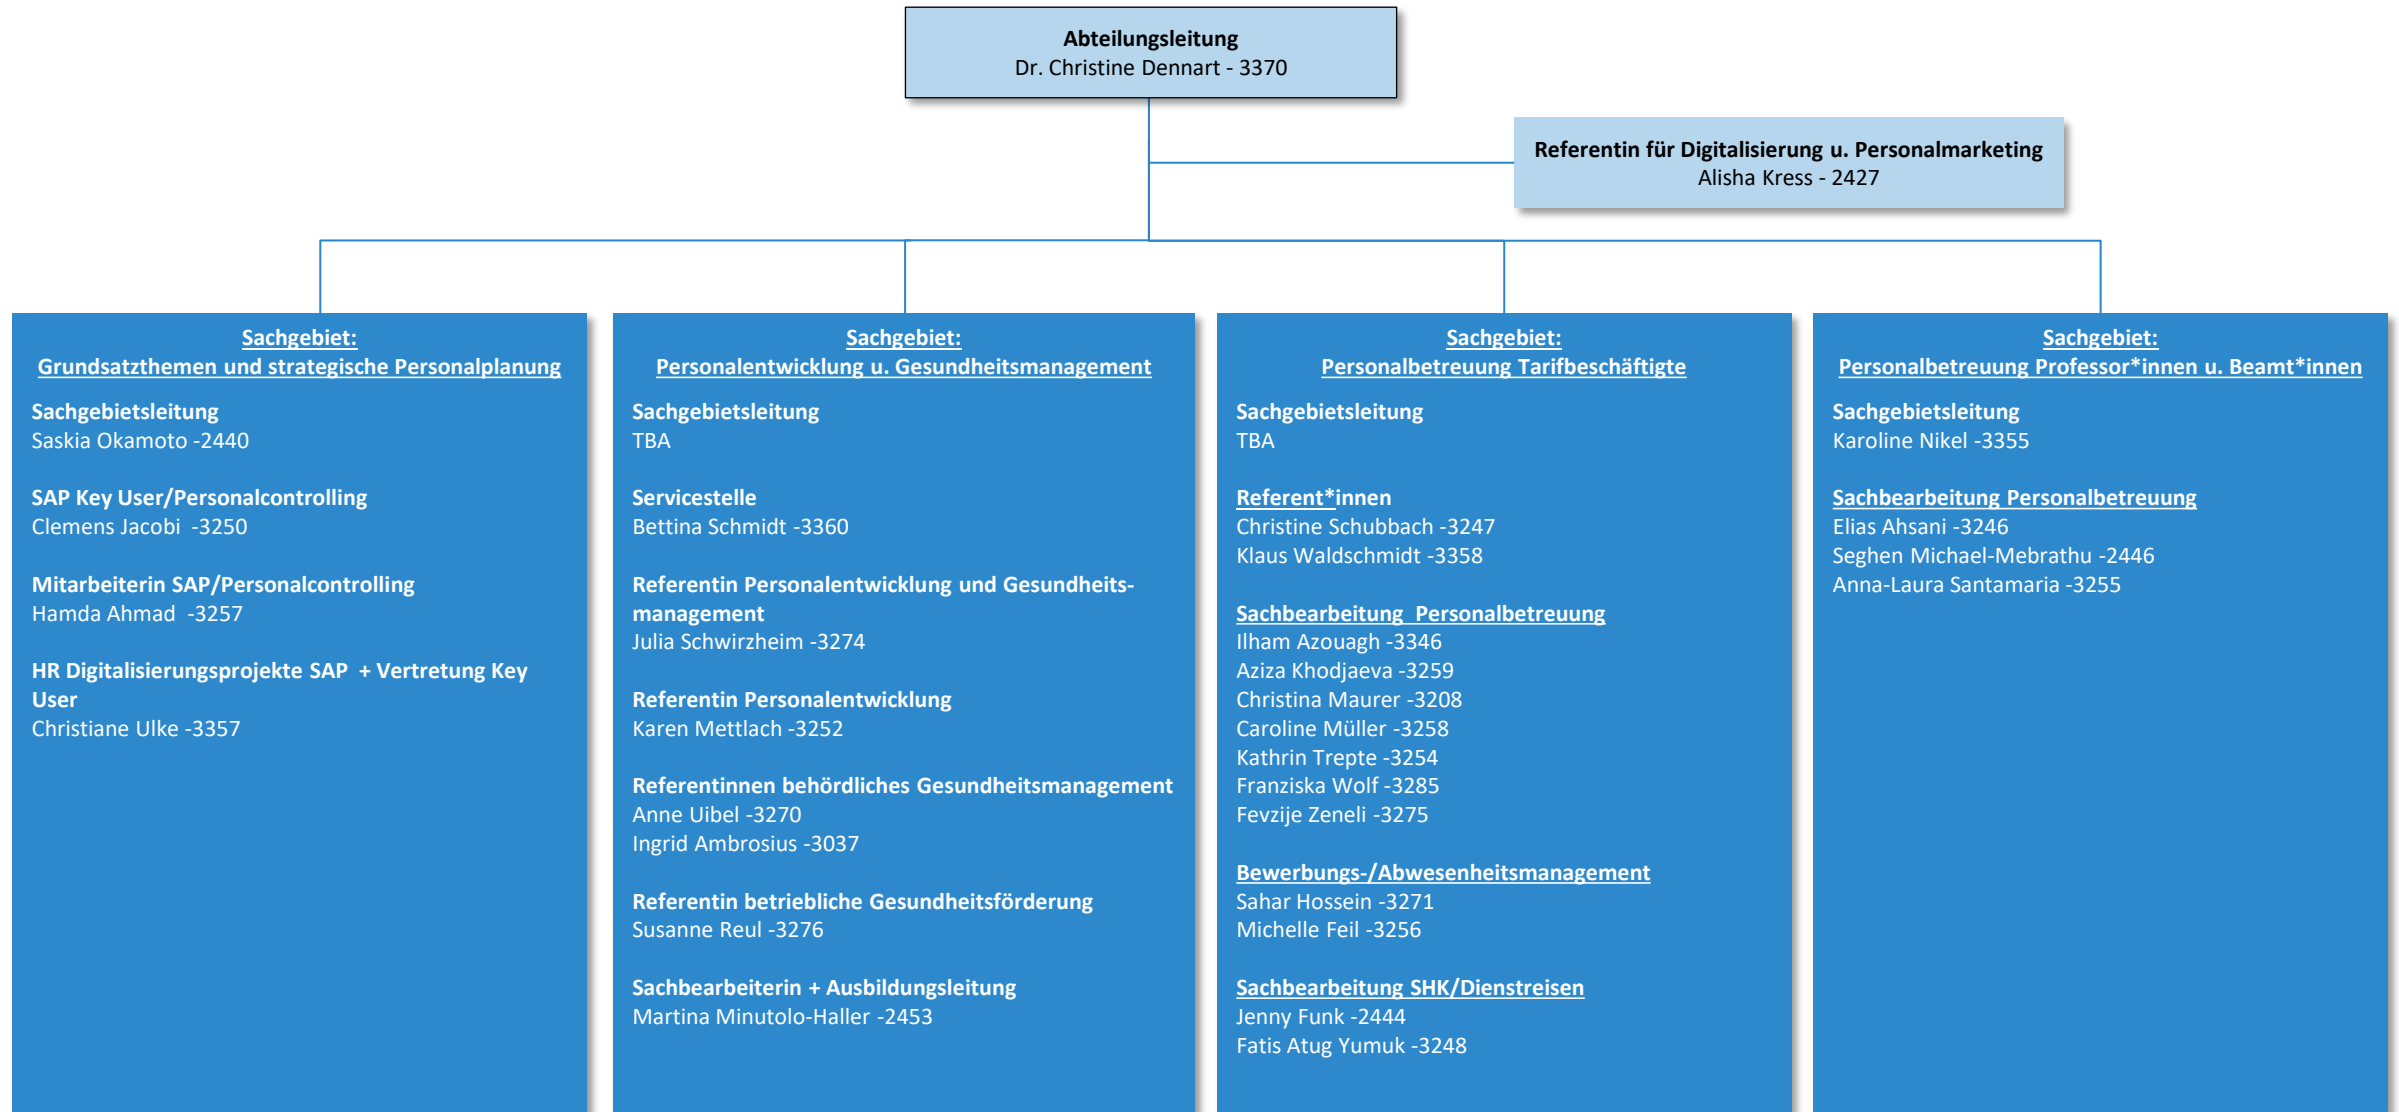 Abteilungsleitung
Dr. Christine Dennart - 3370
Referentin für Digitalisierung u. Personalmarketing
Alisha Kress - 2427
Sachgebiet:
Grundsatzthemen und strategische Personalplanung
Sachgebietsleitung
Saskia Okamoto -2440
SAP Key User/Personalcontrolling
Clemens Jacobi -3250
Mitarbeiterin SAP/Personalcontrolling
Hamda Ahmad -3257
HR Digitalisierungsprojekte SAP + Vertretung Key
User
Christiane Ulke -3357
Sachgebiet:
Personalentwicklung u. Gesundheitsmanagement
Sachgebietsleitung
TBA
Servicestelle
Bettina Schmidt -3360
Referentin Personalentwicklung und Gesundheits-
management
Julia Schwirzheim -3274
Referentin Personalentwicklung
Karen Mettlach -3252
Referentinnen behördliches Gesundheitsmanagement
Anne Uibel -3270
Ingrid Ambrosius -3037
Referentin betriebliche Gesundheitsförderung
Susanne Reul -3276
Sachbearbeiterin + Ausbildungsleitung
Martina Minutolo-Haller -2453
Sachgebiet:
Personalbetreuung Tarifbeschäftigte
Sachgebietsleitung
TBA
Referent*innen
Christine Schubbach -3247
Klaus Waldschmidt -3358
Sachbearbeitung Personalbetreuung
Ilham Azouagh -3346
Aziza Khodjaeva -3259
Christina Maurer -3208
Caroline Müller -3258
Kathrin Trepte -3254
Franziska Wolf -3285
Fevzije Zeneli -3275
Bewerbungs-/Abwesenheitsmanagement
Sahar Hossein -3271
Michelle Feil -3256
Sachbearbeitung SHK/Dienstreisen
Jenny Funk -2444
Fatis Atug Yumuk -3248
Sachgebiet:
Personalbetreuung Professor*innen u. Beamt*innen
Sachgebietsleitung
Karoline Nikel -3355
Sachbearbeitung Personalbetreuung
Elias Ahsani -3246
Seghen Michael-Mebrathu -2446
Anna-Laura Santamaria -3255